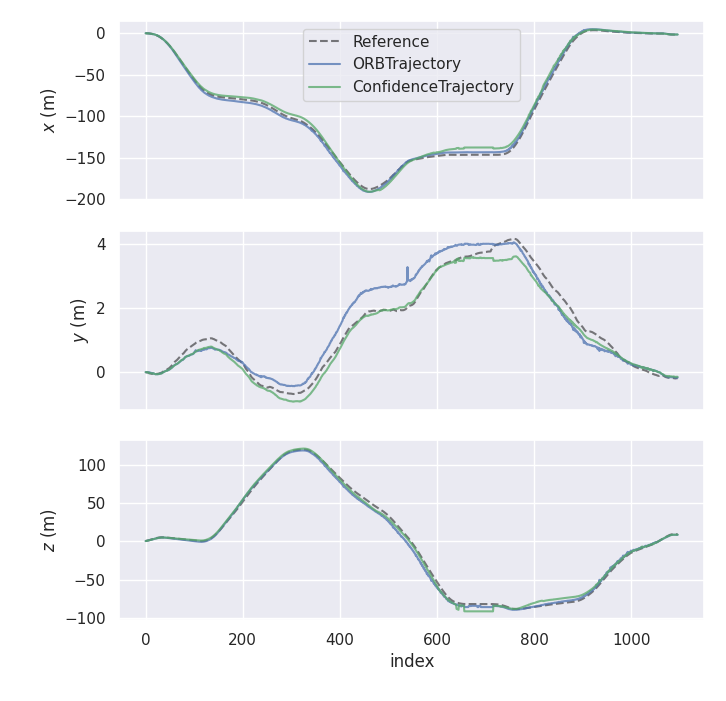 0
−50
−100
−150
−200
x (m)
Reference
ORBTrajectory
ConfidenceTrajectory
4
2
0
y (m)
100
50
0
−50
−100
z (m)
0
200
400
600
800
1000
index